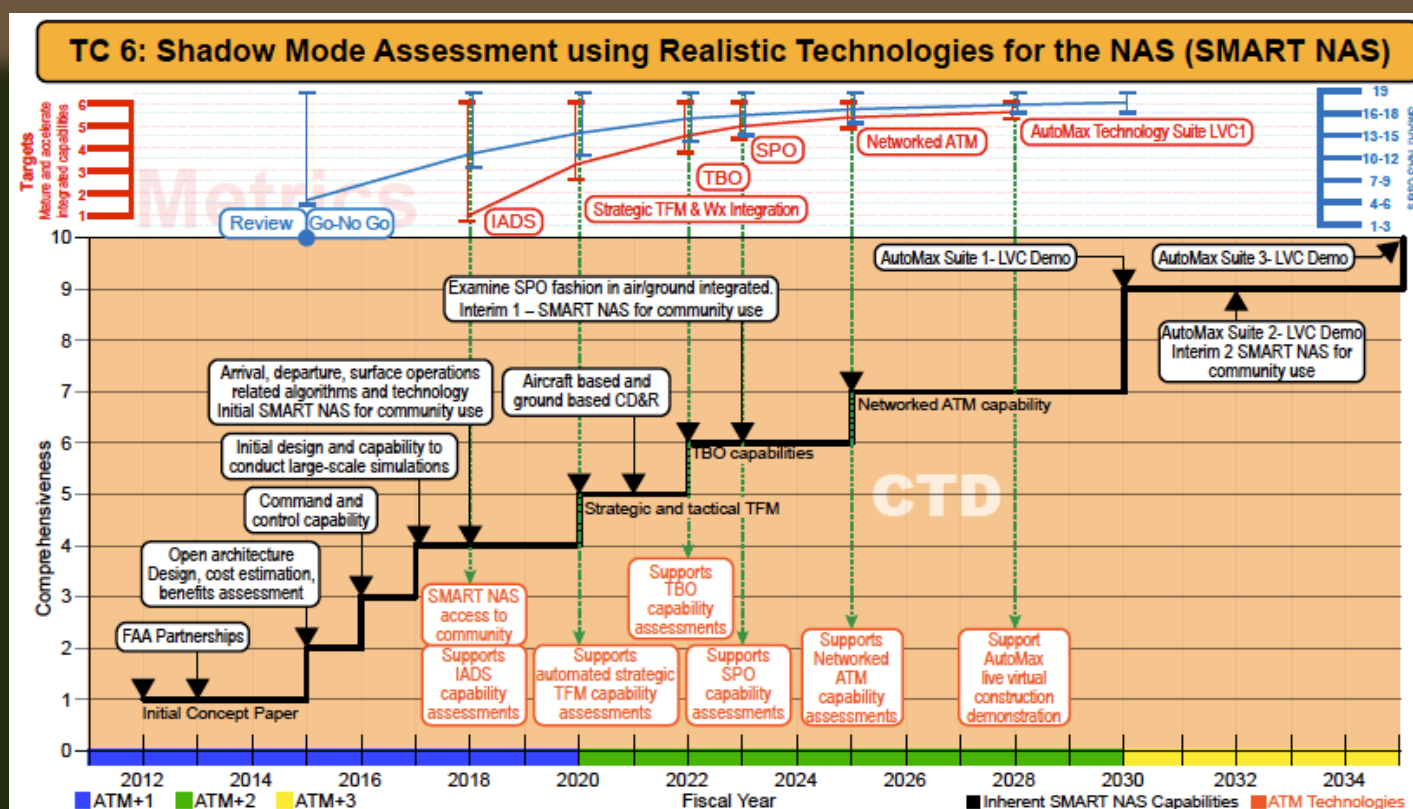 TC 6: Shadow Mode Assessment using Realistic Technologies for the NAS (SMART NAS)
Targets
Mature and accelerate
integrated capabilities
6
5
4
3
2
1
Metrics
19
16-18
13-15
10-12
7-9
4-6
1-3
Review
Go-No Go
IADS
Strategic TFM & Wx Integration
TBO
SPO
Networked ATM
AutoMax Technology Suite LVC1
Comprehensiveness
10
9
8
7
6
5
4
3
2
1
0
AutoMax Suite 1- LVC Demo
AutoMax Suite 3- LVC Demo
Examine SPO fashion in air/ground integrated.
Interim 1 – SMART NAS for community use
AutoMax Suite 2- LVC Demo
Interim 2 SMART NAS for
community use
Arrival, departure, surface operations
related algorithms and technology
Initial SMART NAS for community use
Aircraft based and
ground based CD&R
Networked ATM capability
Initial design and capability to
conduct large-scale simulations
TBO capabilities
Command and
control capability
Strategic and tactical TFM
CTD
Open architecture
Design, cost estimation,
benefits assessment
FAA Partnerships
Initial Concept Paper
SMART NAS
access to
community
Supports
IADS
capability
assessments
Supports
automated strategic
TFM capability
assessments
Supports
TBO
capability
assessments
Supports
SPO
capability
assessments
Supports
Networked
ATM
capability
assessments
Support
AutoMax
live virtual
construction
demonstration
2012
2014
2016
2018
2020
2022
2024
2026
2028
2030
2032
2034
ATM+1
ATM+2
ATM+3
Fiscal Year
Inherent SMART NAS Capabilities
ATM Technologies